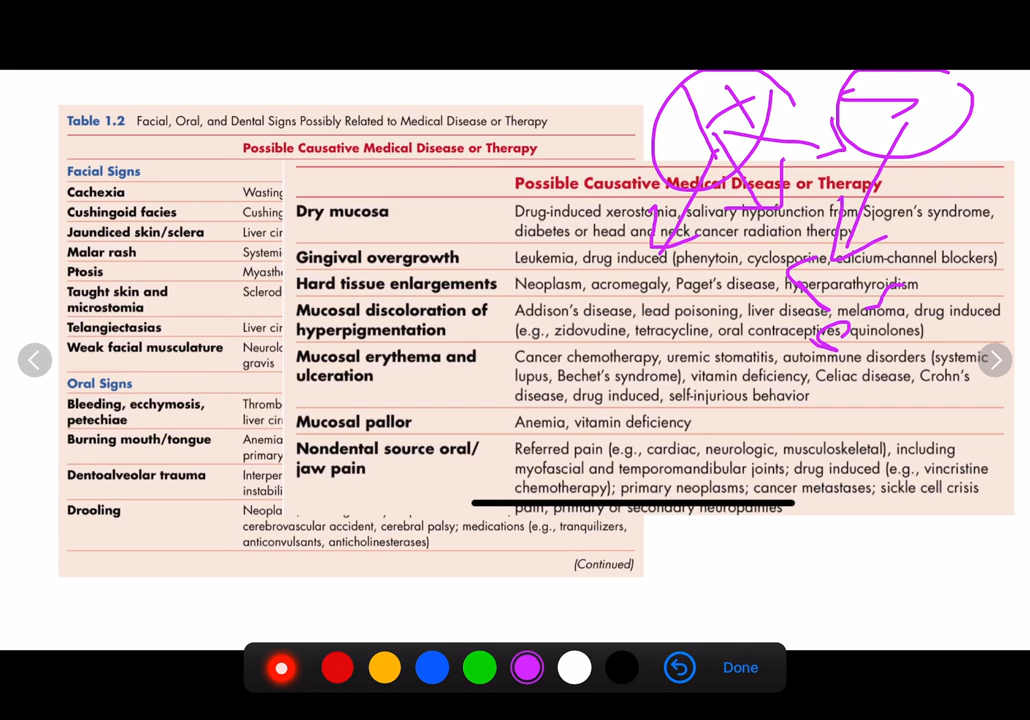 Table 1.2 Facial, Oral, and Dental Signs Possibly Related to Medical Disease or Therapy
Possible Causative Medical Disease or Therapy
Facial Signs
Cachexia Wasting
Cushingoid facies Cushing
Jaundiced skin/sclera Liver cir
Malar rash Systemi
Ptosis Myasthe
Taught skin and Sclerod
microstomia
Telangiectasias Liver cir
Weak facial musculature Neurolo
gravis
Oral Signs
Bleeding, ecchymosis, Thromb
petechiae liver cir
Burning mouth/tongue Anemia
primary
Dentoalveolar trauma Interper
instabili
Drooling Neopla
cerebrovascular accident, cerebral palsy; medications (e.g., tranquilizers,
anticonvulsants, anticholinesterases)
(Continued)
Possible Causative Medical Disease or Therapy
Dry mucosa Drug-induced xerostomia, salivary hypofunction from Sjogren's syndrome,
diabetes or head and neck cancer radiation therapy
Gingival overgrowth Leukemia, drug induced (phenytoin, cyclosporine, calcium-channel blockers)
Hard tissue enlargements Neoplasm, acromegaly, Paget's disease, hyperparathyroidism
Mucosal discoloration of Addison's disease, lead poisoning, liver disease, melanoma, drug induced
hyperpigmentation (e.g., zidovudine, tetracycline, oral contraceptives, quinolones)
Mucosal erythema and Cancer chemotherapy, uremic stomatitis, autoimmune disorders (systemic
ulceration lupus, Bechet's syndrome), vitamin deficiency, Celiac disease, Crohn's
disease, drug induced, self-injurious behavior
Mucosal pallor Anemia, vitamin deficiency
Nondental source oral/ Referred pain (e.g., cardiac, neurologic, musculoskeletal), including
jaw pain myofascial and temporomandibular joints; drug induced (e.g., vincristine
chemotherapy); primary neoplasms; cancer metastases; sickle cell crisis
pain, primary or secondary neuropathies
Done